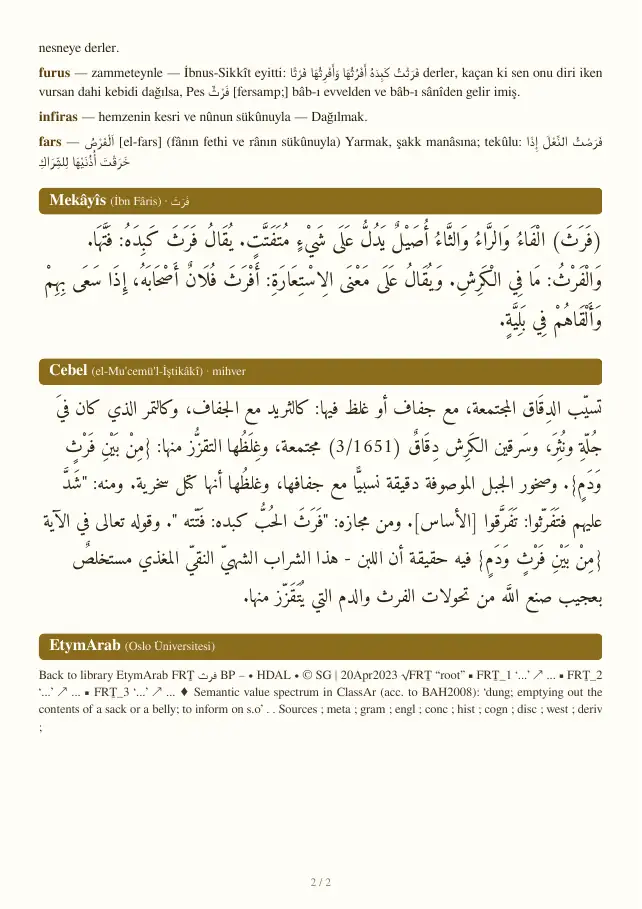 nesneye derler.
furus — zammeteynle — İbnus-Sikkît eyitti: فَرَثْتُ كَبِدَهُ أَفْرُثُهَا وَأَفْرِثُهَا فَرْثًا derler, kaçan ki sen onu diri iken
vursan dahi kebidi dağılsa, Pes فَرْثٌ [fersamp;] bâb-ı evvelden ve bâb-ı sânîden gelir imiş.
infiras — hemzenin kesri ve nûnun sükûnuyla — Dağılmak.
fars — اَلْفَرْصُ [el-fars] (fânın fethi ve rânın sükûnuyla) Yarmak, şakk manâsına; tekûlu: فَرَصْتُ النَّعْلَ إِذَا
خَرَقْتَ أُذُنَيْهَا لِلشِّرَاكِ
Mekâyîs (İbn Fâris) · فَرَثَ
(فَرَثَ) الْفَاءُ وَالرَّاءُ وَالثَّاءُ أُصَيْلٌ يَدُلُّ عَلَى شَيْءٍ مُتَفَتَّتٍ. يُقَالُ فَرَثَ كَبِدَهُ: فَتَّهَا.
وَالْفَرْثُ: مَا فِي الْكَرِشِ. وَيُقَالُ عَلَى مَعْنَى الِاسْتِعَارَةِ: أَفْرَثَ فُلَانٌ أَصْحَابَهُ، إِذَا سَعَى بِهِمْ
وَأَلْقَاهُمْ فِي بَلِيَّةٍ.
Cebel (el-Mu'cemü'l-İştikâkî) · mihver
تسيّب الدِقَاق المجتمعة، مع جفاف أو غلظ فيها: كالثريد مع الجفاف، وكالتمر الذي كان فيَ
جُلّةِ ونُثِرَ، وسَرقين الكَرِش دِقَاقٌ (3/1651) مجتمعة، وغِلَظُها التقزُّز منها: {مِنْ بَيْنِ فَرْثٍ
وَدَمٍ}. وصخور الجبل الموصوفة دقيقة نسبيًّا مع جفافها، وغلظُها أنها كتل سخرية. ومنه: "شَدَّ
عليهم فتَفَرّثوا: تَفَرَّقوا [الأساس]. ومن مجازه: "فَرَثَ الحُبُّ كبده: فَتّته ". وقوله تعالى في الآية
{مِنْ بَيْنِ فَرْثٍ وَدَمٍ} فيه حقيقة أن اللبن - هذا الشراب الشهيّ النقيّ المغذي مستخلصٌ
بعجيب صنع اللَّه من تحولات الفرث والدم التي يُتَقَزّز منها.
EtymArab (Oslo Üniversitesi)
Back to library EtymArab FRṮ فرث BP – • HDAL • © SG | 20Apr2023 √FRṮ “root” ▪ FRṮ_1 ‘...’ ↗ ... ▪ FRṮ_2
‘...’ ↗ ... ▪ FRṮ_3 ‘...’ ↗ ... ♦ Semantic value spectrum in ClassAr (acc. to BAH2008): ‘dung; emptying out the
contents of a sack or a belly; to inform on s.o’ . . Sources ; meta ; gram ; engl ; conc ; hist ; cogn ; disc ; west ; deriv
;
2 / 2